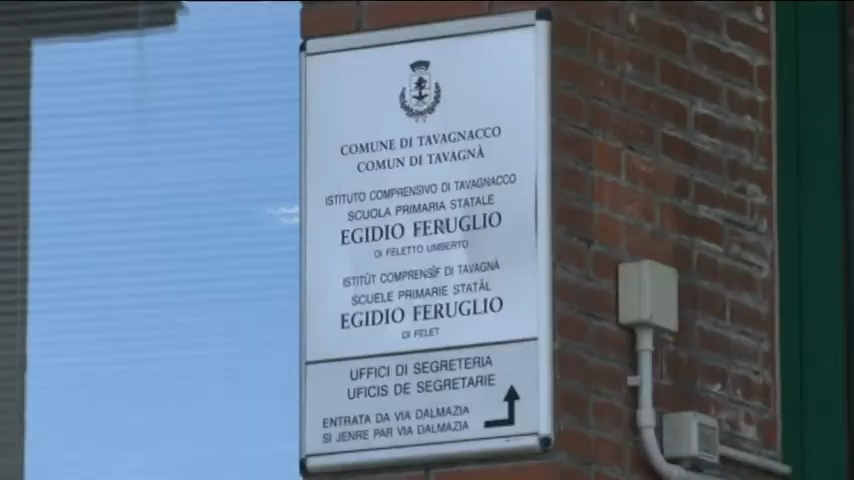 COMUNE DI TAVAGNACCO
COMUN DI TAVAGNÀ
ISTITUTO COMPRENSIVO DI TAVAGNACCO
SCUOLA PRIMARIA STATALE
EGIDIO FERUGLIO
DI FELETTO UMBERTO
ISTITÛT COMPRENSÎF DI TAVAGNÀ
SCUELE PRIMARIE STATÂL
EGIDIO FERUGLIO
DI FELET
UFFICI DI SEGRETERIA
UFICIS DE SEGRETARIE
ENTRATA DA VIA DALMAZIA
SI JENRE PAR VIA DALMAZIA